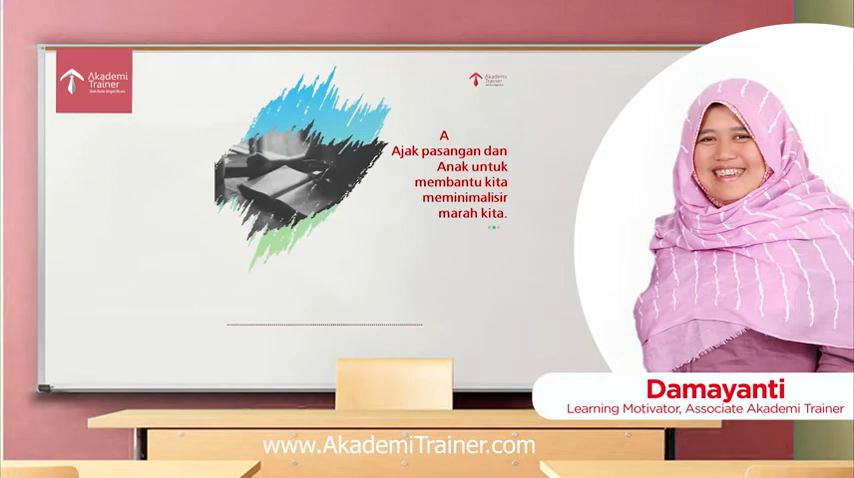 Akademi
Trainer
Akademi
Trainer
A
Ajak pasangan dan
Anak untuk
membantu kita
meminimalisir
marah kita.
Damayanti
Learning Motivator, Associate Akademi Trainer
www.AkademiTrainer.com